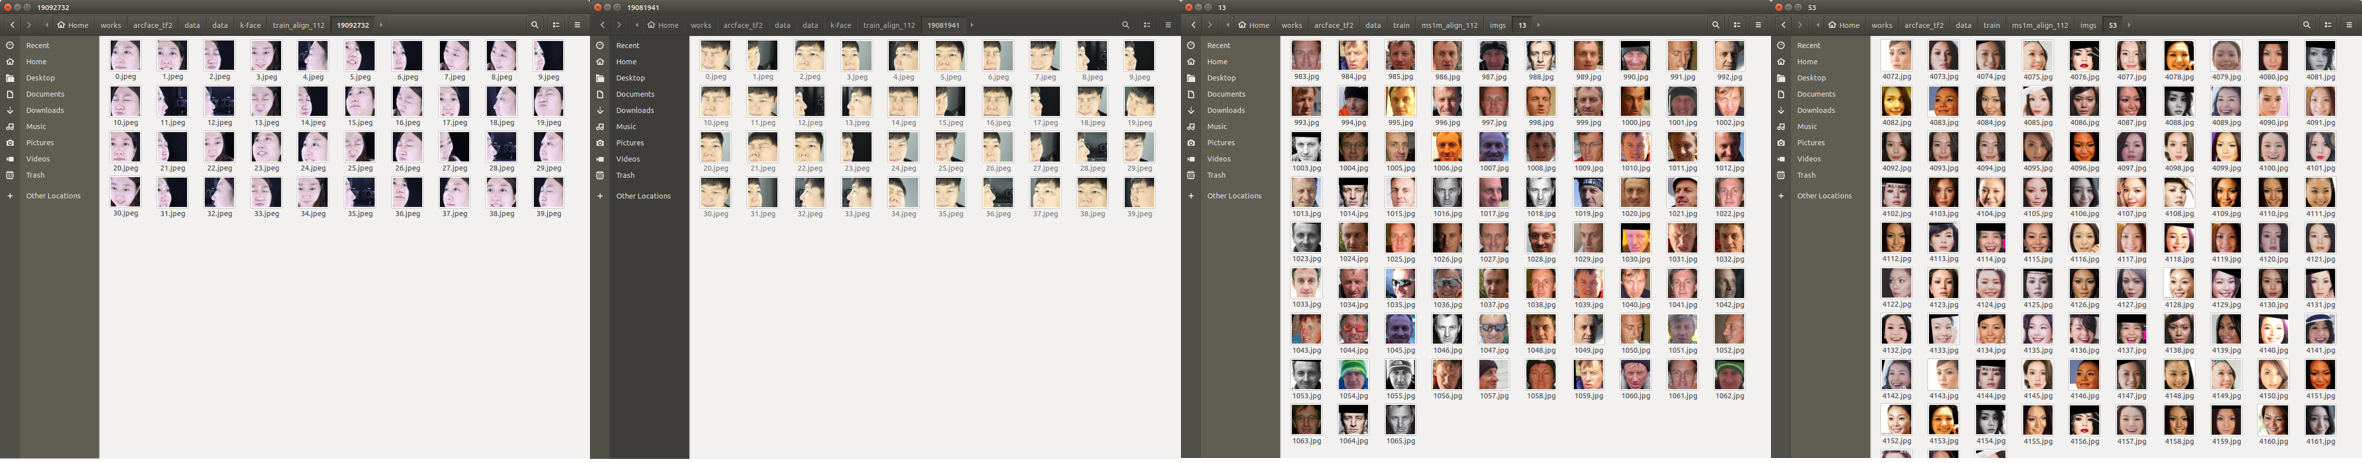 19092732
Home works arcface_tf2 data data k-face train_align_112 19092732
Recent
Home
Desktop
Documents
Downloads
Music
Pictures
Videos
Trash
Other Locations
0.jpeg 1.jpeg 2.jpeg 3.jpeg 4.jpeg 5.jpeg 6.jpeg 7.jpeg 8.jpeg 9.jpeg
10.jpeg 11.jpeg 12.jpeg 13.jpeg 14.jpeg 15.jpeg 16.jpeg 17.jpeg 18.jpeg 19.jpeg
20.jpeg 21.jpeg 22.jpeg 23.jpeg 24.jpeg 25.jpeg 26.jpeg 27.jpeg 28.jpeg 29.jpeg
30.jpeg 31.jpeg 32.jpeg 33.jpeg 34.jpeg 35.jpeg 36.jpeg 37.jpeg 38.jpeg 39.jpeg
19081941
Home works arcface_tf2 data data k-face train_align_112 19081941
Recent
Home
Desktop
Documents
Downloads
Music
Pictures
Videos
Trash
Other Locations
0.jpeg 1.jpeg 2.jpeg 3.jpeg 4.jpeg 5.jpeg 6.jpeg 7.jpeg 8.jpeg 9.jpeg
10.jpeg 11.jpeg 12.jpeg 13.jpeg 14.jpeg 15.jpeg 16.jpeg 17.jpeg 18.jpeg 19.jpeg
20.jpeg 21.jpeg 22.jpeg 23.jpeg 24.jpeg 25.jpeg 26.jpeg 27.jpeg 28.jpeg 29.jpeg
30.jpeg 31.jpeg 32.jpeg 33.jpeg 34.jpeg 35.jpeg 36.jpeg 37.jpeg 38.jpeg 39.jpeg
13
Home works arcface_tf2 data train ms1m_align_112 imgs 13
Recent
Home
Desktop
Documents
Downloads
Music
Pictures
Videos
Trash
Other Locations
983.jpg 984.jpg 985.jpg 986.jpg 987.jpg 988.jpg 989.jpg 990.jpg 991.jpg 992.jpg
993.jpg 994.jpg 995.jpg 996.jpg 997.jpg 998.jpg 999.jpg 1000.jpg 1001.jpg 1002.jpg
1003.jpg 1004.jpg 1005.jpg 1006.jpg 1007.jpg 1008.jpg 1009.jpg 1010.jpg 1011.jpg 1012.jpg
1013.jpg 1014.jpg 1015.jpg 1016.jpg 1017.jpg 1018.jpg 1019.jpg 1020.jpg 1021.jpg 1022.jpg
1023.jpg 1024.jpg 1025.jpg 1026.jpg 1027.jpg 1028.jpg 1029.jpg 1030.jpg 1031.jpg 1032.jpg
1033.jpg 1034.jpg 1035.jpg 1036.jpg 1037.jpg 1038.jpg 1039.jpg 1040.jpg 1041.jpg 1042.jpg
1043.jpg 1044.jpg 1045.jpg 1046.jpg 1047.jpg 1048.jpg 1049.jpg 1050.jpg 1051.jpg 1052.jpg
1053.jpg 1054.jpg 1055.jpg 1056.jpg 1057.jpg 1058.jpg 1059.jpg 1060.jpg 1061.jpg 1062.jpg
1063.jpg 1064.jpg 1065.jpg
53
Home works arcface_tf2 data train ms1m_align_112 imgs 53
Recent
Home
Desktop
Documents
Downloads
Music
Pictures
Videos
Trash
Other Locations
4072.jpg 4073.jpg 4074.jpg 4075.jpg 4076.jpg 4077.jpg 4078.jpg 4079.jpg 4080.jpg 4081.jpg
4082.jpg 4083.jpg 4084.jpg 4085.jpg 4086.jpg 4087.jpg 4088.jpg 4089.jpg 4090.jpg 4091.jpg
4092.jpg 4093.jpg 4094.jpg 4095.jpg 4096.jpg 4097.jpg 4098.jpg 4099.jpg 4100.jpg 4101.jpg
4102.jpg 4103.jpg 4104.jpg 4105.jpg 4106.jpg 4107.jpg 4108.jpg 4109.jpg 4110.jpg 4111.jpg
4112.jpg 4113.jpg 4114.jpg 4115.jpg 4116.jpg 4117.jpg 4118.jpg 4119.jpg 4120.jpg 4121.jpg
4122.jpg 4123.jpg 4124.jpg 4125.jpg 4126.jpg 4127.jpg 4128.jpg 4129.jpg 4130.jpg 4131.jpg
4132.jpg 4133.jpg 4134.jpg 4135.jpg 4136.jpg 4137.jpg 4138.jpg 4139.jpg 4140.jpg 4141.jpg
4142.jpg 4143.jpg 4144.jpg 4145.jpg 4146.jpg 4147.jpg 4148.jpg 4149.jpg 4150.jpg 4151.jpg
4152.jpg 4153.jpg 4154.jpg 4155.jpg 4156.jpg 4157.jpg 4158.jpg 4159.jpg 4160.jpg 4161.jpg